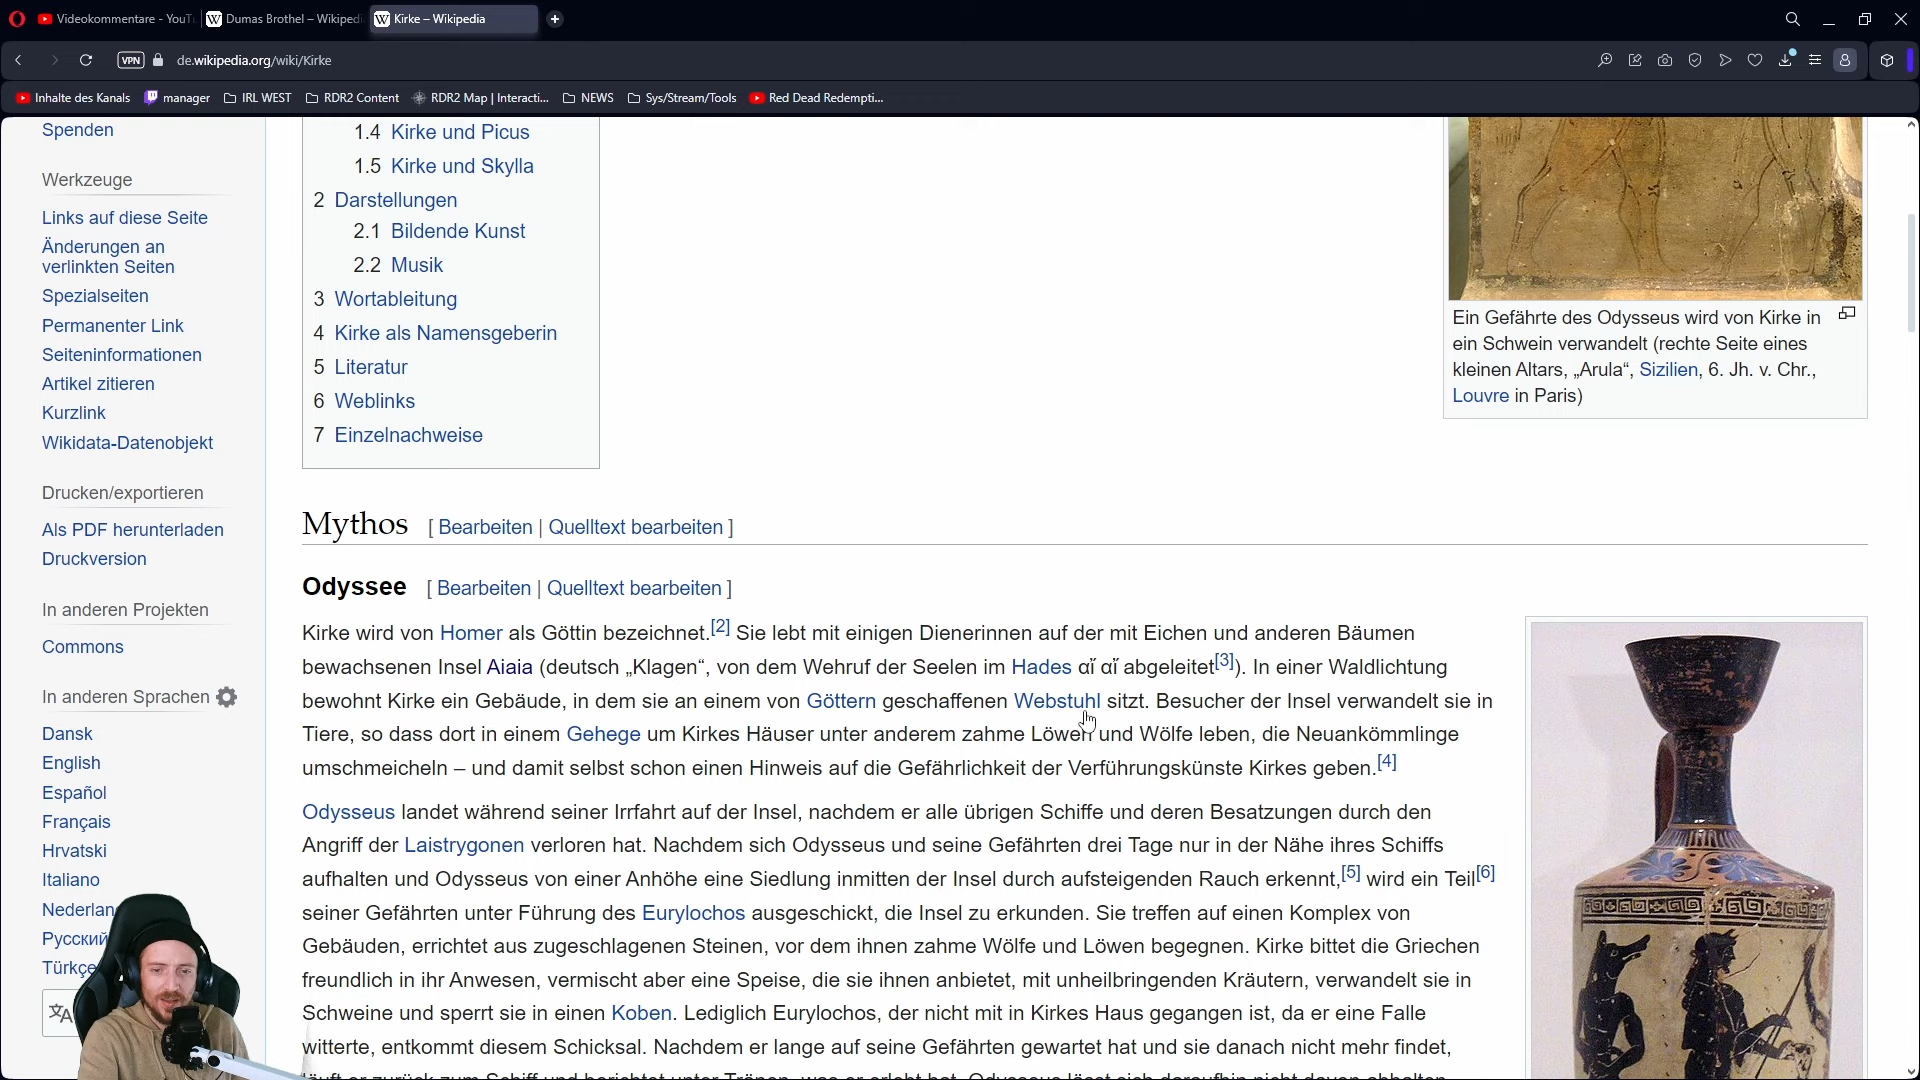 Videokommentare - YouT
Dumas Brothel – Wikiped
Kirke – Wikipedia
VPN
de.wikipedia.org/wiki/Kirke
Inhalte des Kanals
manager
IRL WEST
RDR2 Content
RDR2 Map | Interacti...
NEWS
Sys/Stream/Tools
Red Dead Redempti...
Spenden
Werkzeuge
Links auf diese Seite
Änderungen an
verlinkten Seiten
Spezialseiten
Permanenter Link
Seiteninformationen
Artikel zitieren
Kurzlink
Wikidata-Datenobjekt
Drucken/exportieren
Als PDF herunterladen
Druckversion
In anderen Projekten
Commons
In anderen Sprachen
Dansk
English
Español
Français
Hrvatski
Italiano
Nederlan
Русский
Türkçe
1.4 Kirke und Picus
1.5 Kirke und Skylla
2 Darstellungen
2.1 Bildende Kunst
2.2 Musik
3 Wortableitung
4 Kirke als Namensgeberin
5 Literatur
6 Weblinks
7 Einzelnachweise
Ein Gefährte des Odysseus wird von Kirke in
ein Schwein verwandelt (rechte Seite eines
kleinen Altars, „Arula“, Sizilien, 6. Jh. v. Chr.,
Louvre in Paris)
Mythos [ Bearbeiten | Quelltext bearbeiten ]
Odyssee [ Bearbeiten | Quelltext bearbeiten ]
Kirke wird von Homer als Göttin bezeichnet.[2] Sie lebt mit einigen Dienerinnen auf der mit Eichen und anderen Bäumen
bewachsenen Insel Aiaia (deutsch „Klagen“, von dem Wehruf der Seelen im Hades αἴ αἴ abgeleitet[3]). In einer Waldlichtung
bewohnt Kirke ein Gebäude, in dem sie an einem von Göttern geschaffenen Webstuhl sitzt. Besucher der Insel verwandelt sie in
Tiere, so dass dort in einem Gehege um Kirkes Häuser unter anderem zahme Löwen und Wölfe leben, die Neuankömmlinge
umschmeicheln – und damit selbst schon einen Hinweis auf die Gefährlichkeit der Verführungskünste Kirkes geben.[4]
Odysseus landet während seiner Irrfahrt auf der Insel, nachdem er alle übrigen Schiffe und deren Besatzungen durch den
Angriff der Laistrygonen verloren hat. Nachdem sich Odysseus und seine Gefährten drei Tage nur in der Nähe ihres Schiffs
aufhalten und Odysseus von einer Anhöhe eine Siedlung inmitten der Insel durch aufsteigenden Rauch erkennt,[5] wird ein Teil[6]
seiner Gefährten unter Führung des Eurylochos ausgeschickt, die Insel zu erkunden. Sie treffen auf einen Komplex von
Gebäuden, errichtet aus zugeschlagenen Steinen, vor dem ihnen zahme Wölfe und Löwen begegnen. Kirke bittet die Griechen
freundlich in ihr Anwesen, vermischt aber eine Speise, die sie ihnen anbietet, mit unheilbringenden Kräutern, verwandelt sie in
Schweine und sperrt sie in einen Koben. Lediglich Eurylochos, der nicht mit in Kirkes Haus gegangen ist, da er eine Falle
witterte, entkommt diesem Schicksal. Nachdem er lange auf seine Gefährten gewartet hat und sie danach nicht mehr findet,